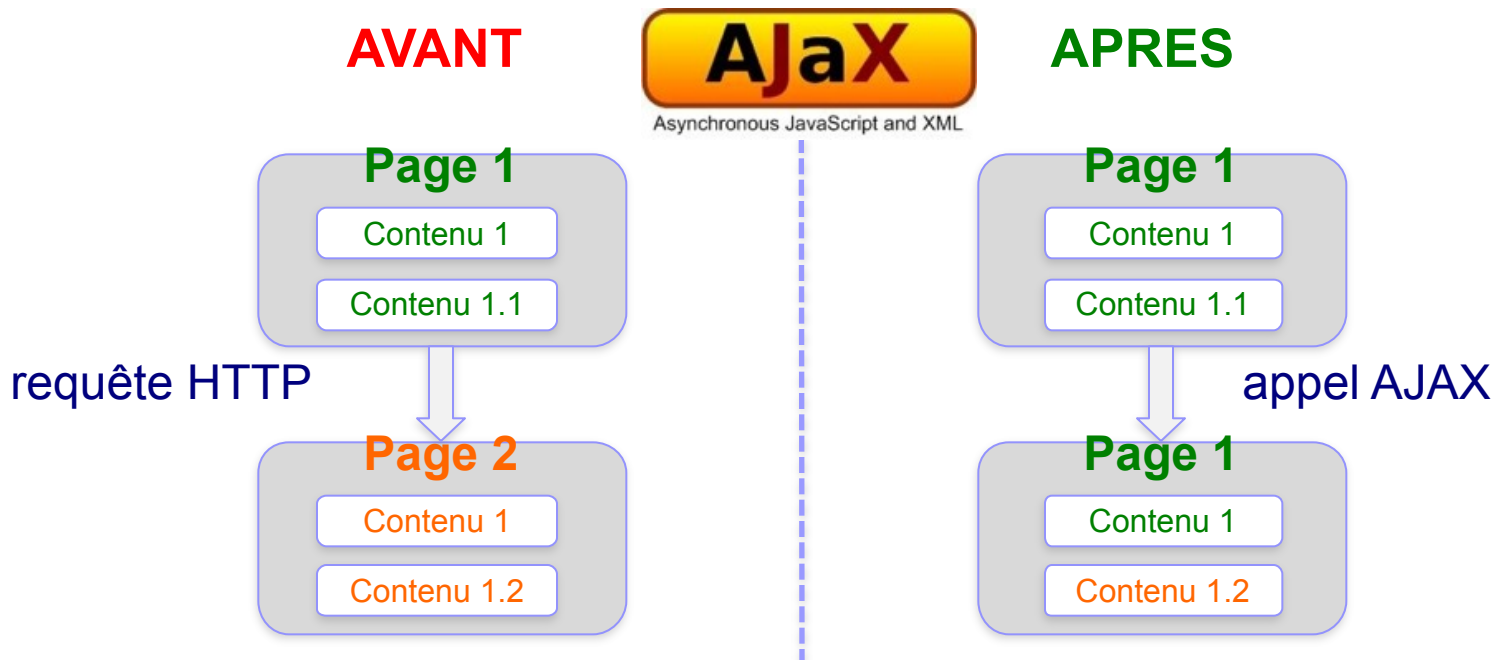 AVANT
AJaX
Asynchronous JavaScript and XML
APRES
Page 1
Contenu 1
Contenu 1.1
requête HTTP
Page 2
Contenu 1
Contenu 1.2
Page 1
Contenu 1
Contenu 1.1
appel AJAX
Page 1
Contenu 1
Contenu 1.2